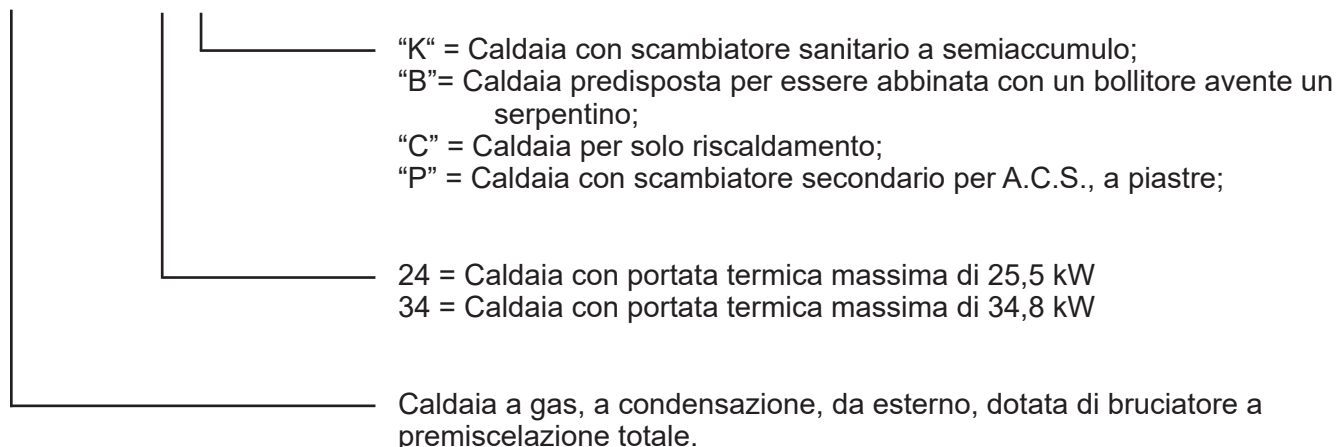 “K“ = Caldaia con scambiatore sanitario a semiaccumulo;
“B”= Caldaia predisposta per essere abbinata con un bollitore avente un
serpentino;
“C” = Caldaia per solo riscaldamento;
“P” = Caldaia con scambiatore secondario per A.C.S., a piastre;
24 = Caldaia con portata termica massima di 25,5 kW
34 = Caldaia con portata termica massima di 34,8 kW
Caldaia a gas, a condensazione, da esterno, dotata di bruciatore a
premiscelazione totale.